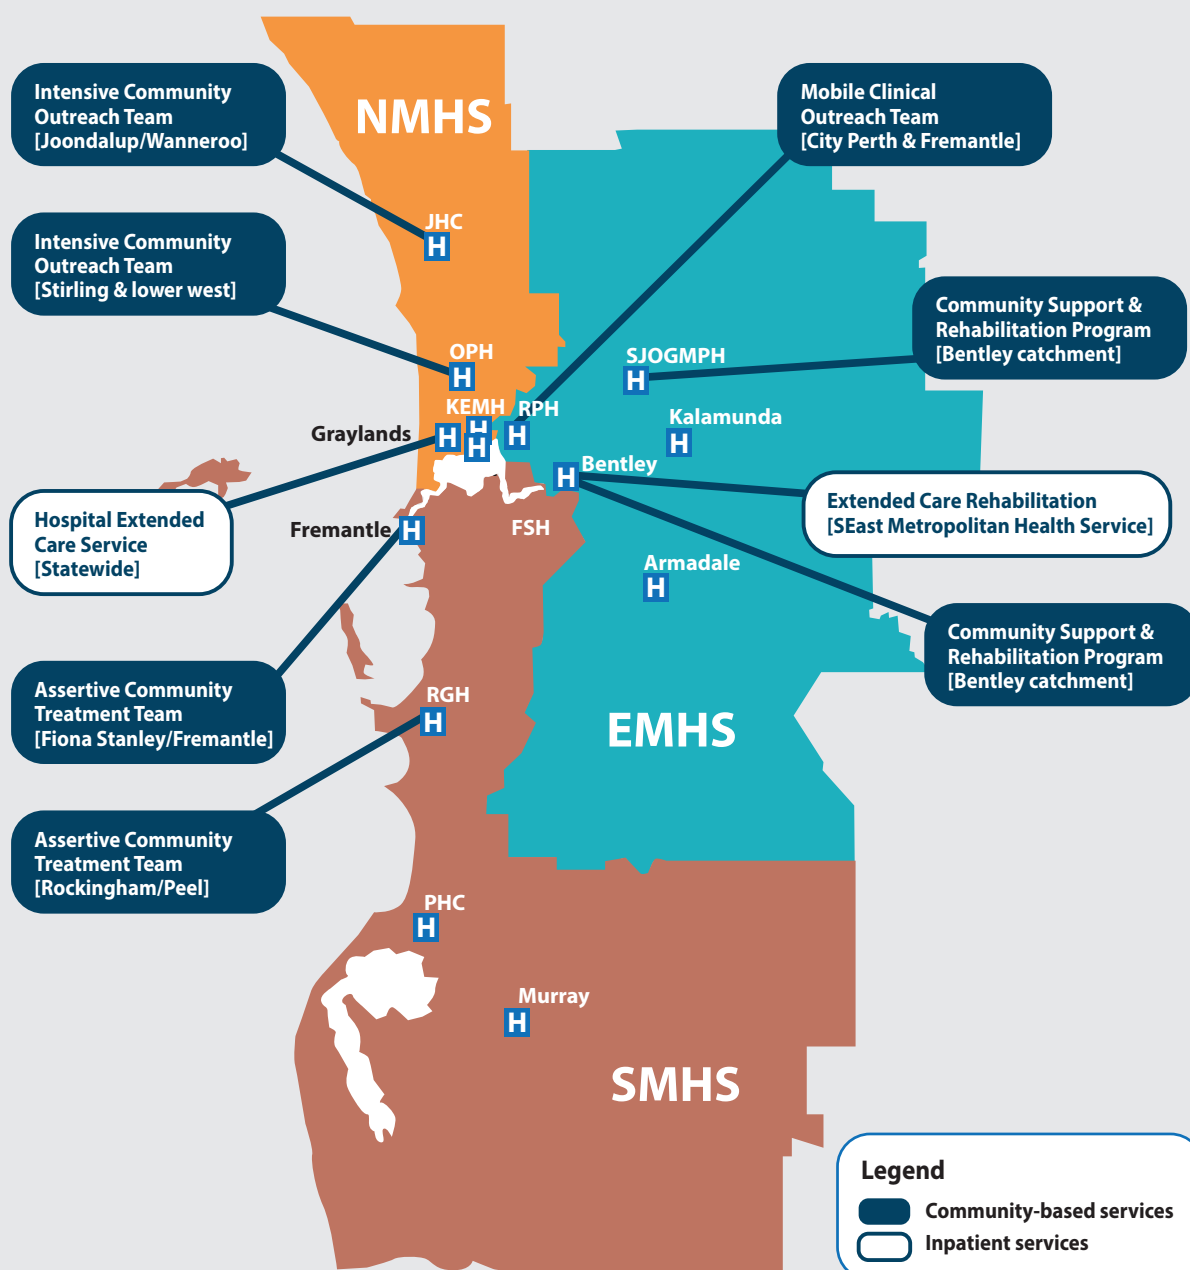 Intensive Community
Outreach Team
[Joondalup/Wanneroo]
NMHS
Mobile Clinical
Outreach Team
[City Perth & Fremantle]
JHC
H
Intensive Community
Outreach Team
[Stirling & lower west]
Community Support &
Rehabilitation Program
[Bentley catchment]
OPH
H
SJOGMPH
H
KEMH
H
H
RPH
H
Graylands
H
Kalamunda
H
Bentley
H
Extended Care Rehabilitation
[SEast Metropolitan Health Service]
Hospital Extended
Care Service
[Statewide]
Fremantle
H
FSH
Armadale
H
Community Support &
Rehabilitation Program
[Bentley catchment]
Assertive Community
Treatment Team
[Fiona Stanley/Fremantle]
RGH
H
EMHS
Assertive Community
Treatment Team
[Rockingham/Peel]
PHC
H
Murray
H
SMHS
Legend
Community-based services
Inpatient services